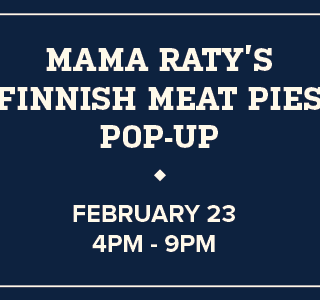 MAMA RATY'S
FINNISH MEAT PIES
POP-UP
FEBRUARY 23
4PM - 9PM